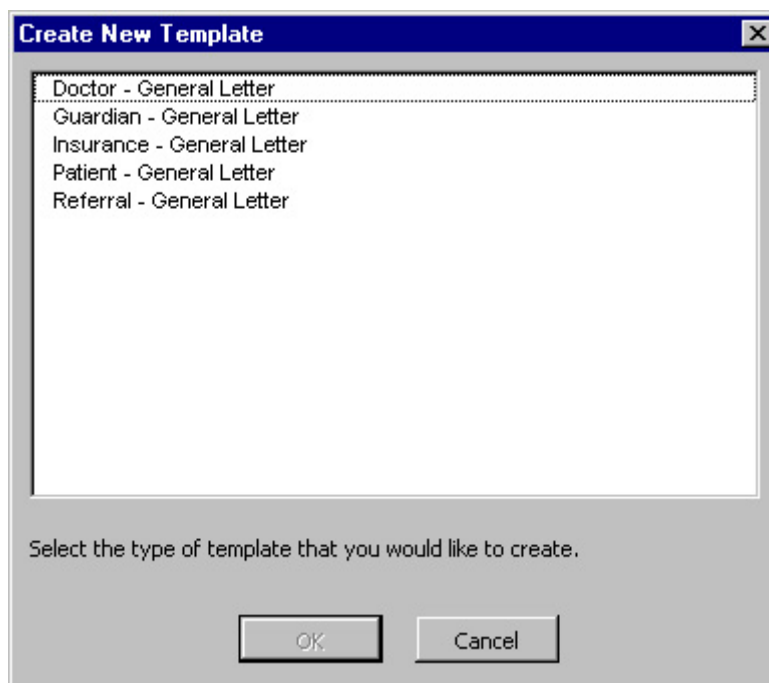 Create New Template
Doctor - General Letter
Guardian - General Letter
Insurance - General Letter
Patient - General Letter
Referral - General Letter
Select the type of template that you would like to create.
OK Cancel